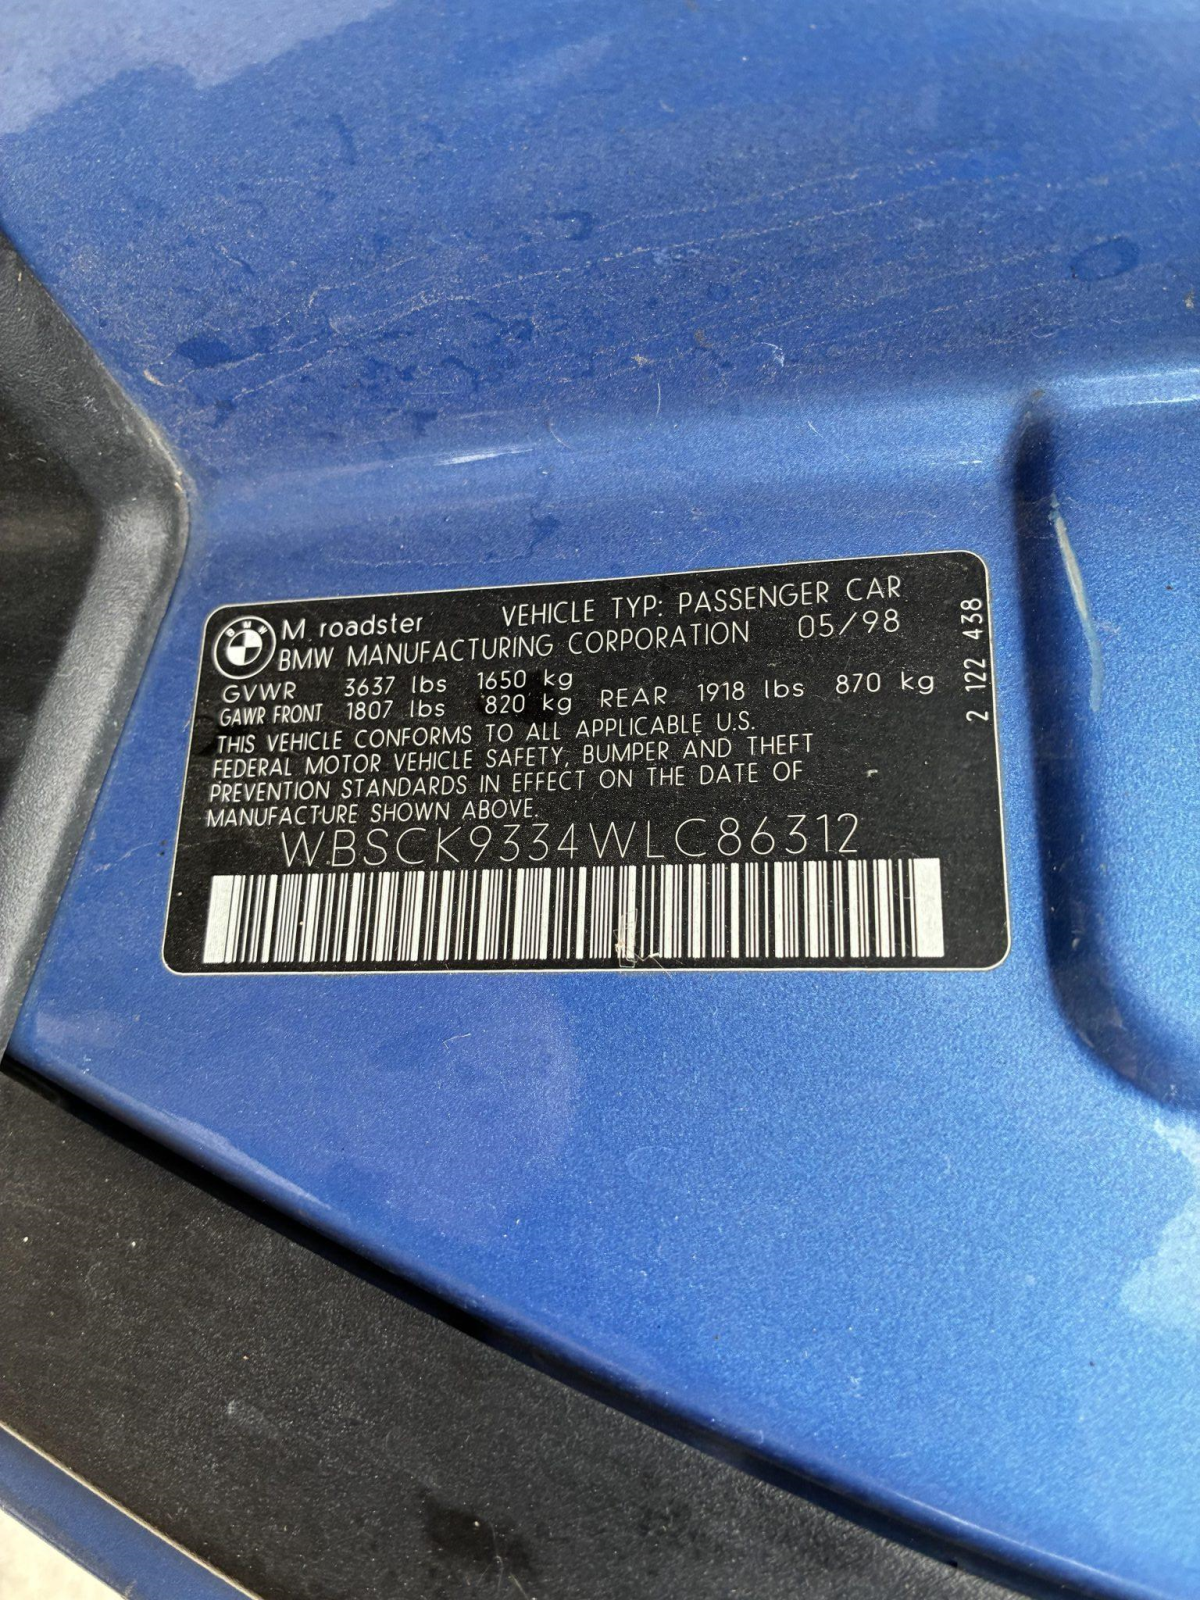 M roadster VEHICLE TYP: PASSENGER CAR
BMW MANUFACTURING CORPORATION 05/98
GVWR 3637 lbs 1650 kg
GAWR FRONT 1807 lbs 820 kg REAR 1918 lbs 870 kg
THIS VEHICLE CONFORMS TO ALL APPLICABLE U.S.
FEDERAL MOTOR VEHICLE SAFETY, BUMPER AND THEFT
PREVENTION STANDARDS IN EFFECT ON THE DATE OF
MANUFACTURE SHOWN ABOVE.
WBSCK9334WLC86312
2 122 438
BMW